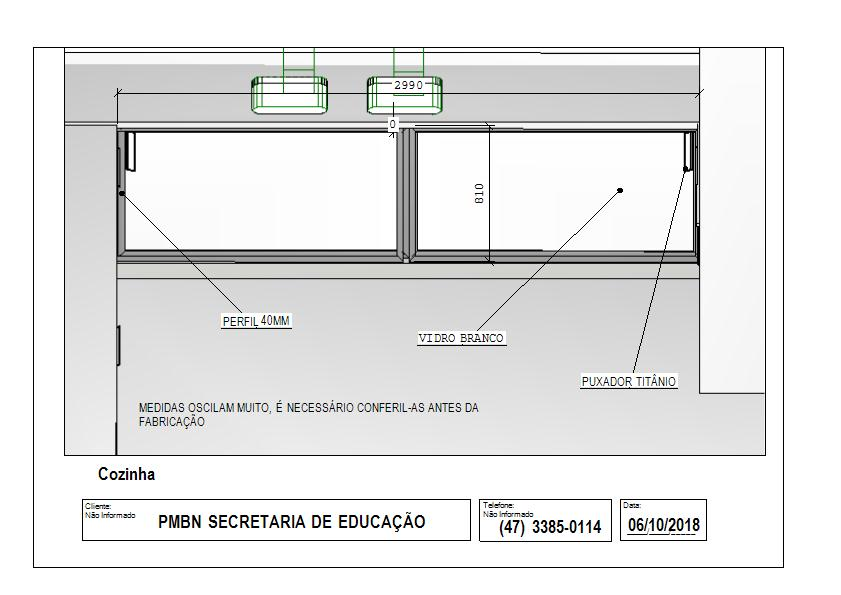 2990
0
810
PERFIL 40MM
VIDRO BRANCO
PUXADOR TITÂNIO
MEDIDAS OSCILAM MUITO, É NECESSÁRIO CONFERIL-AS ANTES DA
FABRICAÇÃO
Cozinha
Cliente:
Não Informado
PMBN SECRETARIA DE EDUCAÇÃO
Telefone:
Não Informado
(47) 3385-0114
Data:
06/10/2018